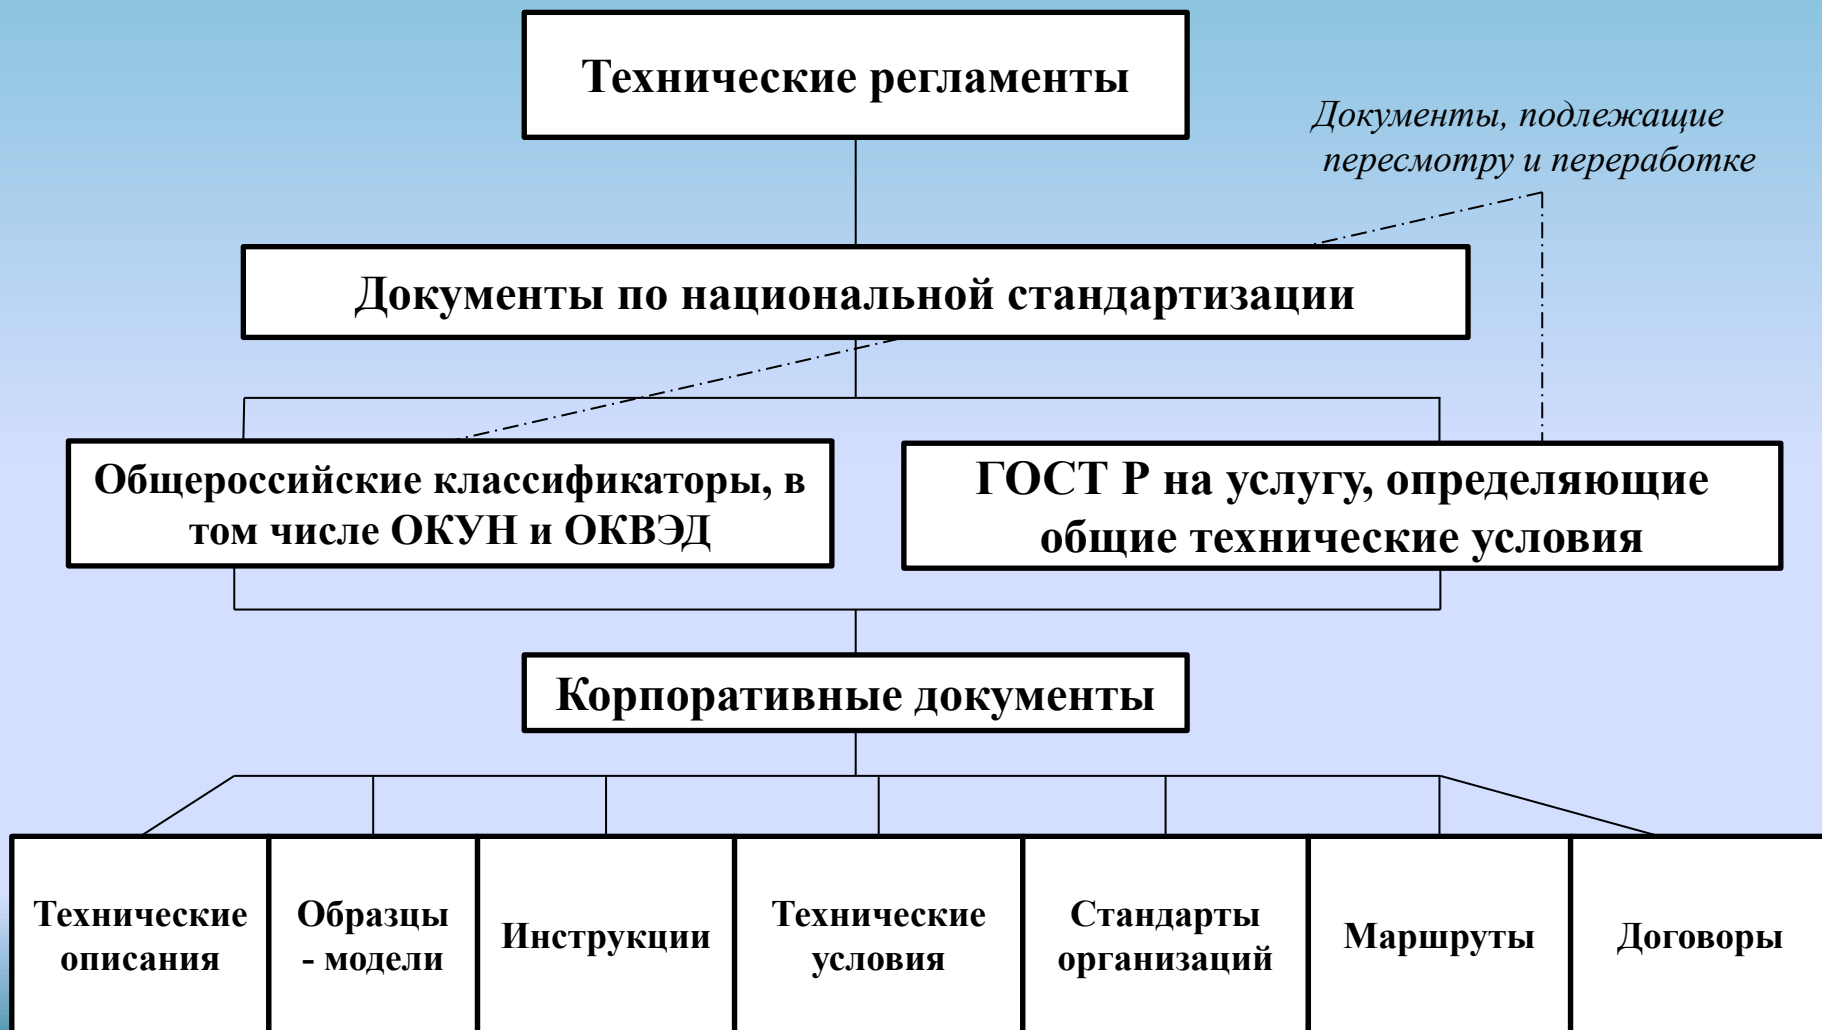 Технические регламенты
Документы, подлежащие
пересмотру и переработке
Документы по национальной стандартизации
Общероссийские классификаторы, в
том числе ОКУН и ОКВЭД
ГОСТ Р на услугу, определяющие
общие технические условия
Корпоративные документы
Технические
описания
Образцы
- модели
Инструкции
Технические
условия
Стандарты
организаций
Маршруты
Договоры